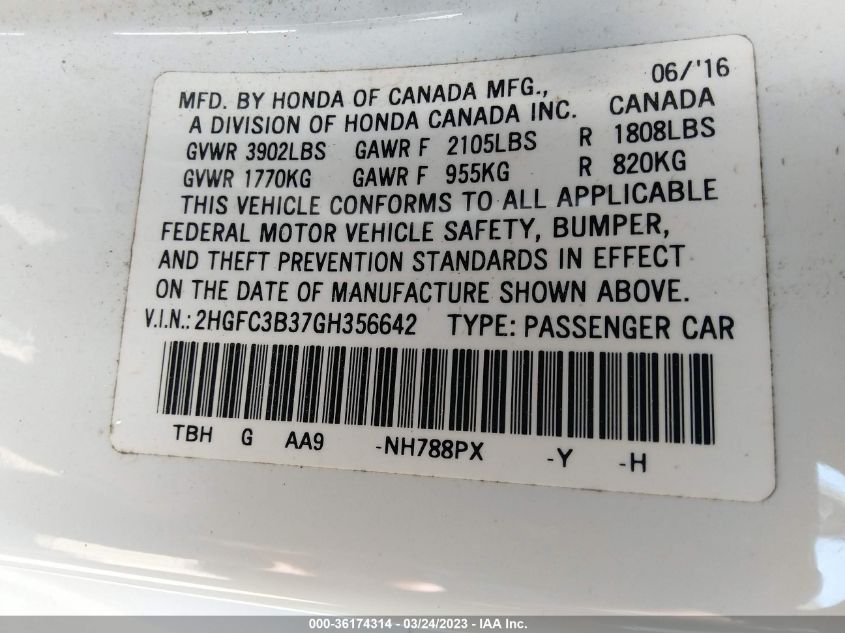 06/'16
MFD. BY HONDA OF CANADA MFG.,
A DIVISION OF HONDA CANADA INC. CANADA
GVWR 3902LBS GAWR F 2105LBS R 1808LBS
GVWR 1770KG GAWR F 955KG R 820KG
THIS VEHICLE CONFORMS TO ALL APPLICABLE
FEDERAL MOTOR VEHICLE SAFETY, BUMPER,
AND THEFT PREVENTION STANDARDS IN EFFECT
ON THE DATE OF MANUFACTURE SHOWN ABOVE.
V.I.N.: 2HGFC3B37GH356642 TYPE: PASSENGER CAR
TBH G AA9 -NH788PX -Y -H
000-36174314 - 03/24/2023 - IAA Inc.